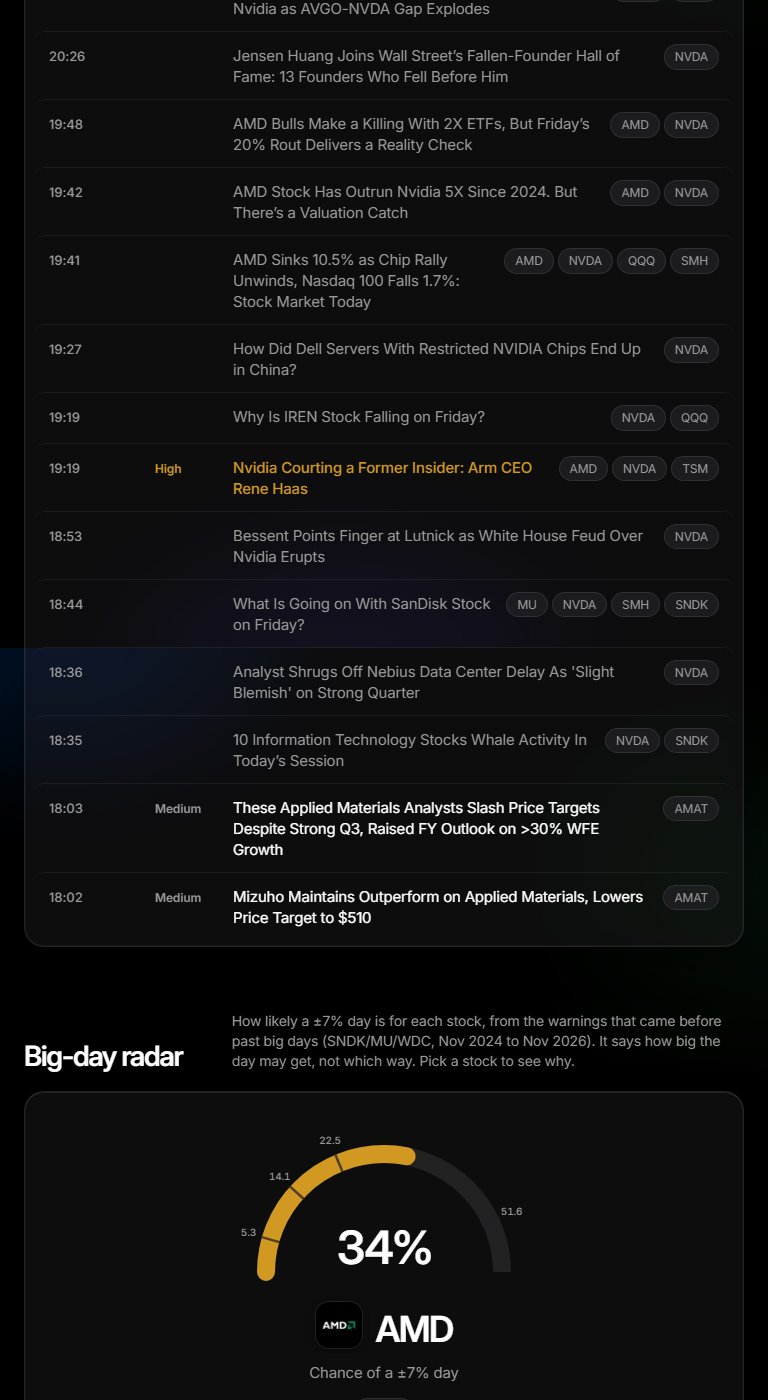 Nvidia as AVGO-NVDA Gap Explodes
20:26
Jensen Huang Joins Wall Street’s Fallen-Founder Hall of
Fame: 13 Founders Who Fell Before Him
NVDA
19:48
AMD Bulls Make a Killing With 2X ETFs, But Friday’s
20% Rout Delivers a Reality Check
AMD NVDA
19:42
AMD Stock Has Outrun Nvidia 5X Since 2024. But
There’s a Valuation Catch
AMD NVDA
19:41
AMD Sinks 10.5% as Chip Rally
Unwinds, Nasdaq 100 Falls 1.7%:
Stock Market Today
AMD NVDA QQQ SMH
19:27
How Did Dell Servers With Restricted NVIDIA Chips End Up
in China?
NVDA
19:19
Why Is IREN Stock Falling on Friday?
NVDA QQQ
19:19
High
Nvidia Courting a Former Insider: Arm CEO
Rene Haas
AMD NVDA TSM
18:53
Bessent Points Finger at Lutnick as White House Feud Over
Nvidia Erupts
NVDA
18:44
What Is Going on With SanDisk Stock
on Friday?
MU NVDA SMH SNDK
18:36
Analyst Shrugs Off Nebius Data Center Delay As 'Slight
Blemish' on Strong Quarter
NVDA
18:35
10 Information Technology Stocks Whale Activity In
Today’s Session
NVDA SNDK
18:03
Medium
These Applied Materials Analysts Slash Price Targets
Despite Strong Q3, Raised FY Outlook on >30% WFE
Growth
AMAT
18:02
Medium
Mizuho Maintains Outperform on Applied Materials, Lowers
Price Target to $510
AMAT
Big-day radar
How likely a ±7% day is for each stock, from the warnings that came before
past big days (SNDK/MU/WDC, Nov 2024 to Nov 2026). It says how big the
day may get, not which way. Pick a stock to see why.
22.5
14.1
51.6
5.3
34%
AMD
AMD
Chance of a ±7% day